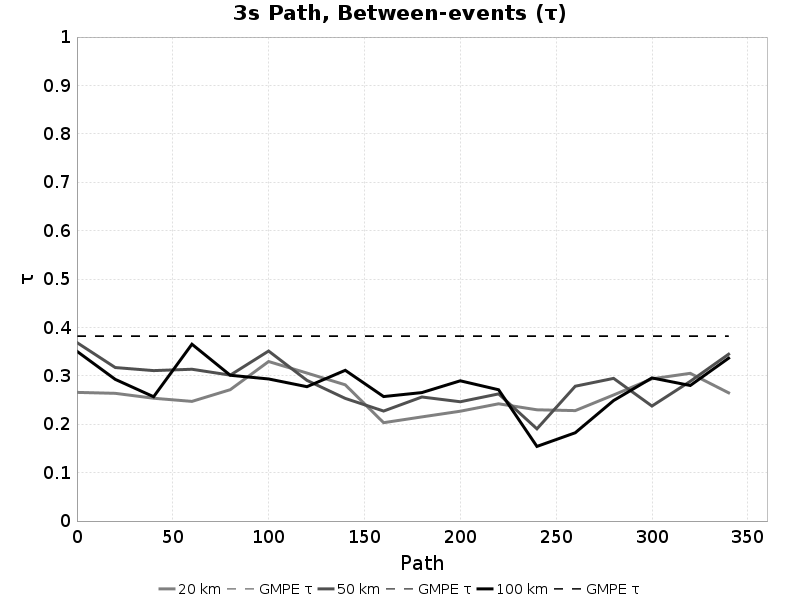 3s Path, Between-events (τ)
1
0.9
0.8
0.7
0.6
0.5
0.4
0.3
0.2
0.1
0
τ
0 50 100 150 200 250 300 350
Path
20 km GMPE τ 50 km GMPE τ 100 km GMPE τ